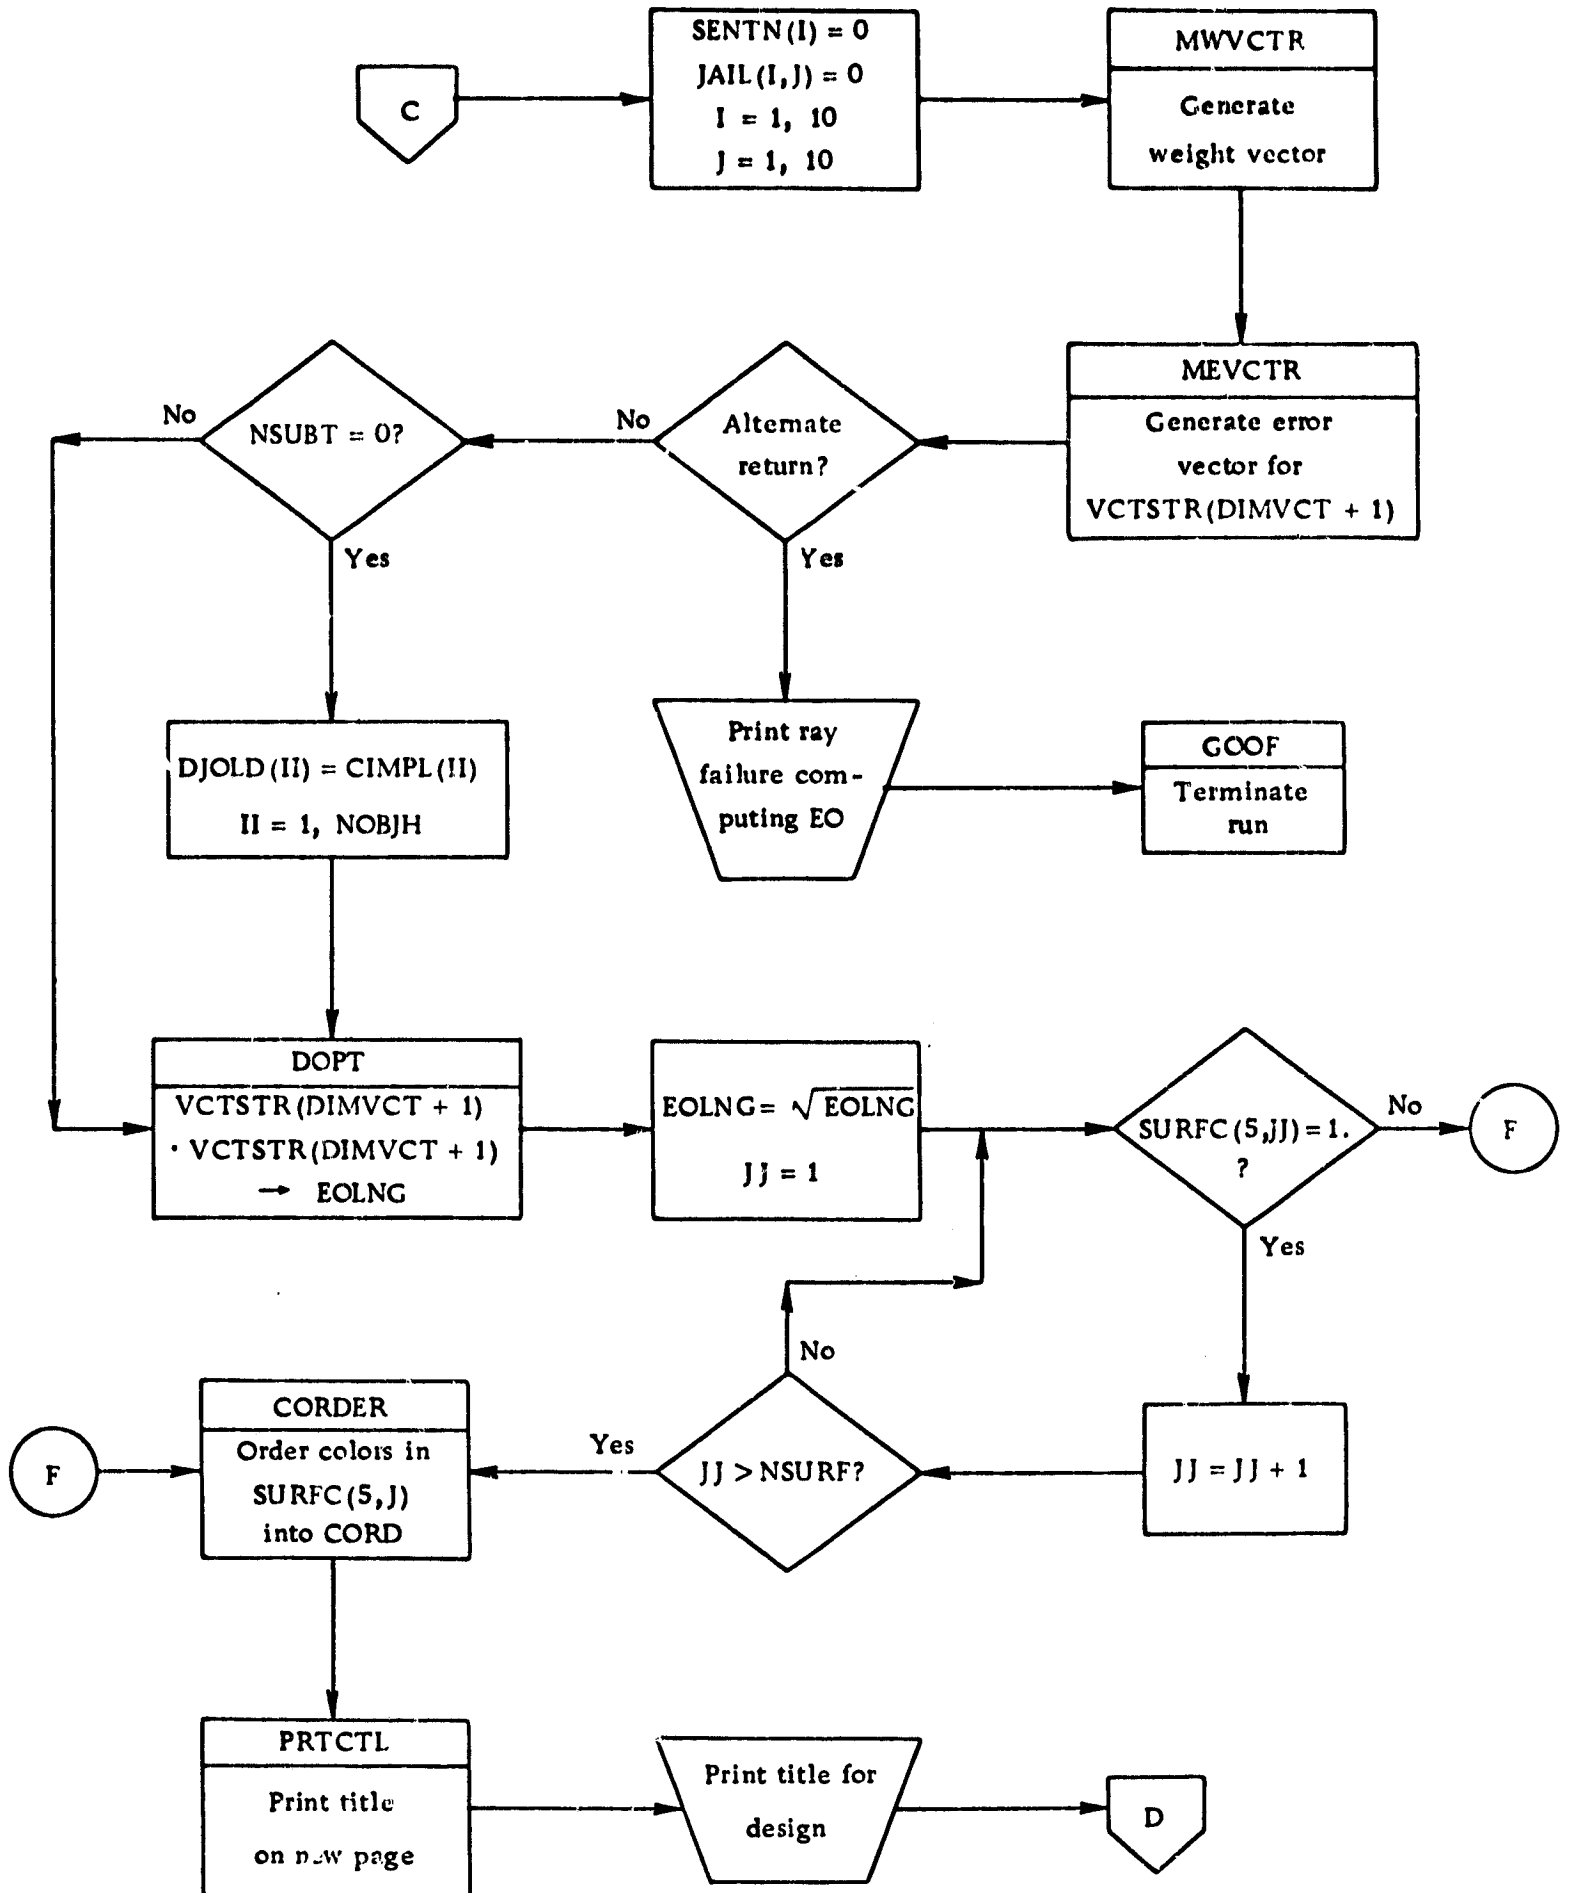 C
SENTN(I) = 0
JAIL(I,J) = 0
I = 1, 10
J = 1, 10
MWVCTR
Generate
weight vector
MEVCTR
Generate error
vector for
VCTSTR(DIMVCT + 1)
Alternate
return?
No
Yes
NSUBT = 0?
No
Yes
DJOLD(II) = CIMPL(II)
II = 1, NOBJH
Print ray
failure com-
puting EO
GOOF
Terminate
run
DOPT
VCTSTR(DIMVCT + 1)
· VCTSTR(DIMVCT + 1)
→ EOLNG
EOLNG = √EOLNG
JJ = 1
SURFC(5,JJ) = 1.
?
No
F
Yes
JJ = JJ + 1
JJ > NSURF?
No
Yes
F
CORDER
Order colors in
SURFC(5,J)
into CORD
PRTCTL
Print title
on new page
Print title for
design
D